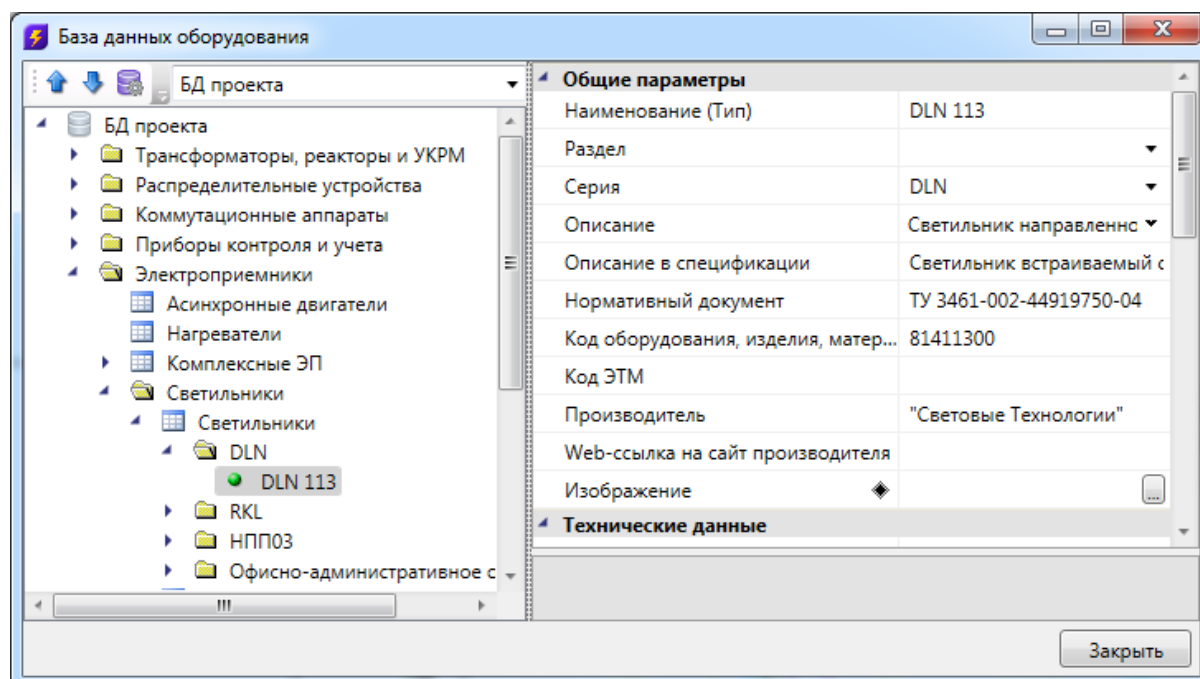 База данных оборудования
БД проекта
БД проекта
Трансформаторы, реакторы и УКРМ
Распределительные устройства
Коммутационные аппараты
Приборы контроля и учета
Электроприемники
Асинхронные двигатели
Нагреватели
Комплексные ЭП
Светильники
Светильники
DLN
DLN 113
RKL
НПП03
Офисно-административное с
Общие параметры
Наименование (Тип) DLN 113
Раздел
Серия DLN
Описание Светильник направленно
Описание в спецификации Светильник встраиваемый с
Нормативный документ ТУ 3461-002-44919750-04
Код оборудования, изделия, матер... 81411300
Код ЭТМ
Производитель "Световые Технологии"
Web-ссылка на сайт производителя
Изображение ...
Технические данные
Закрыть